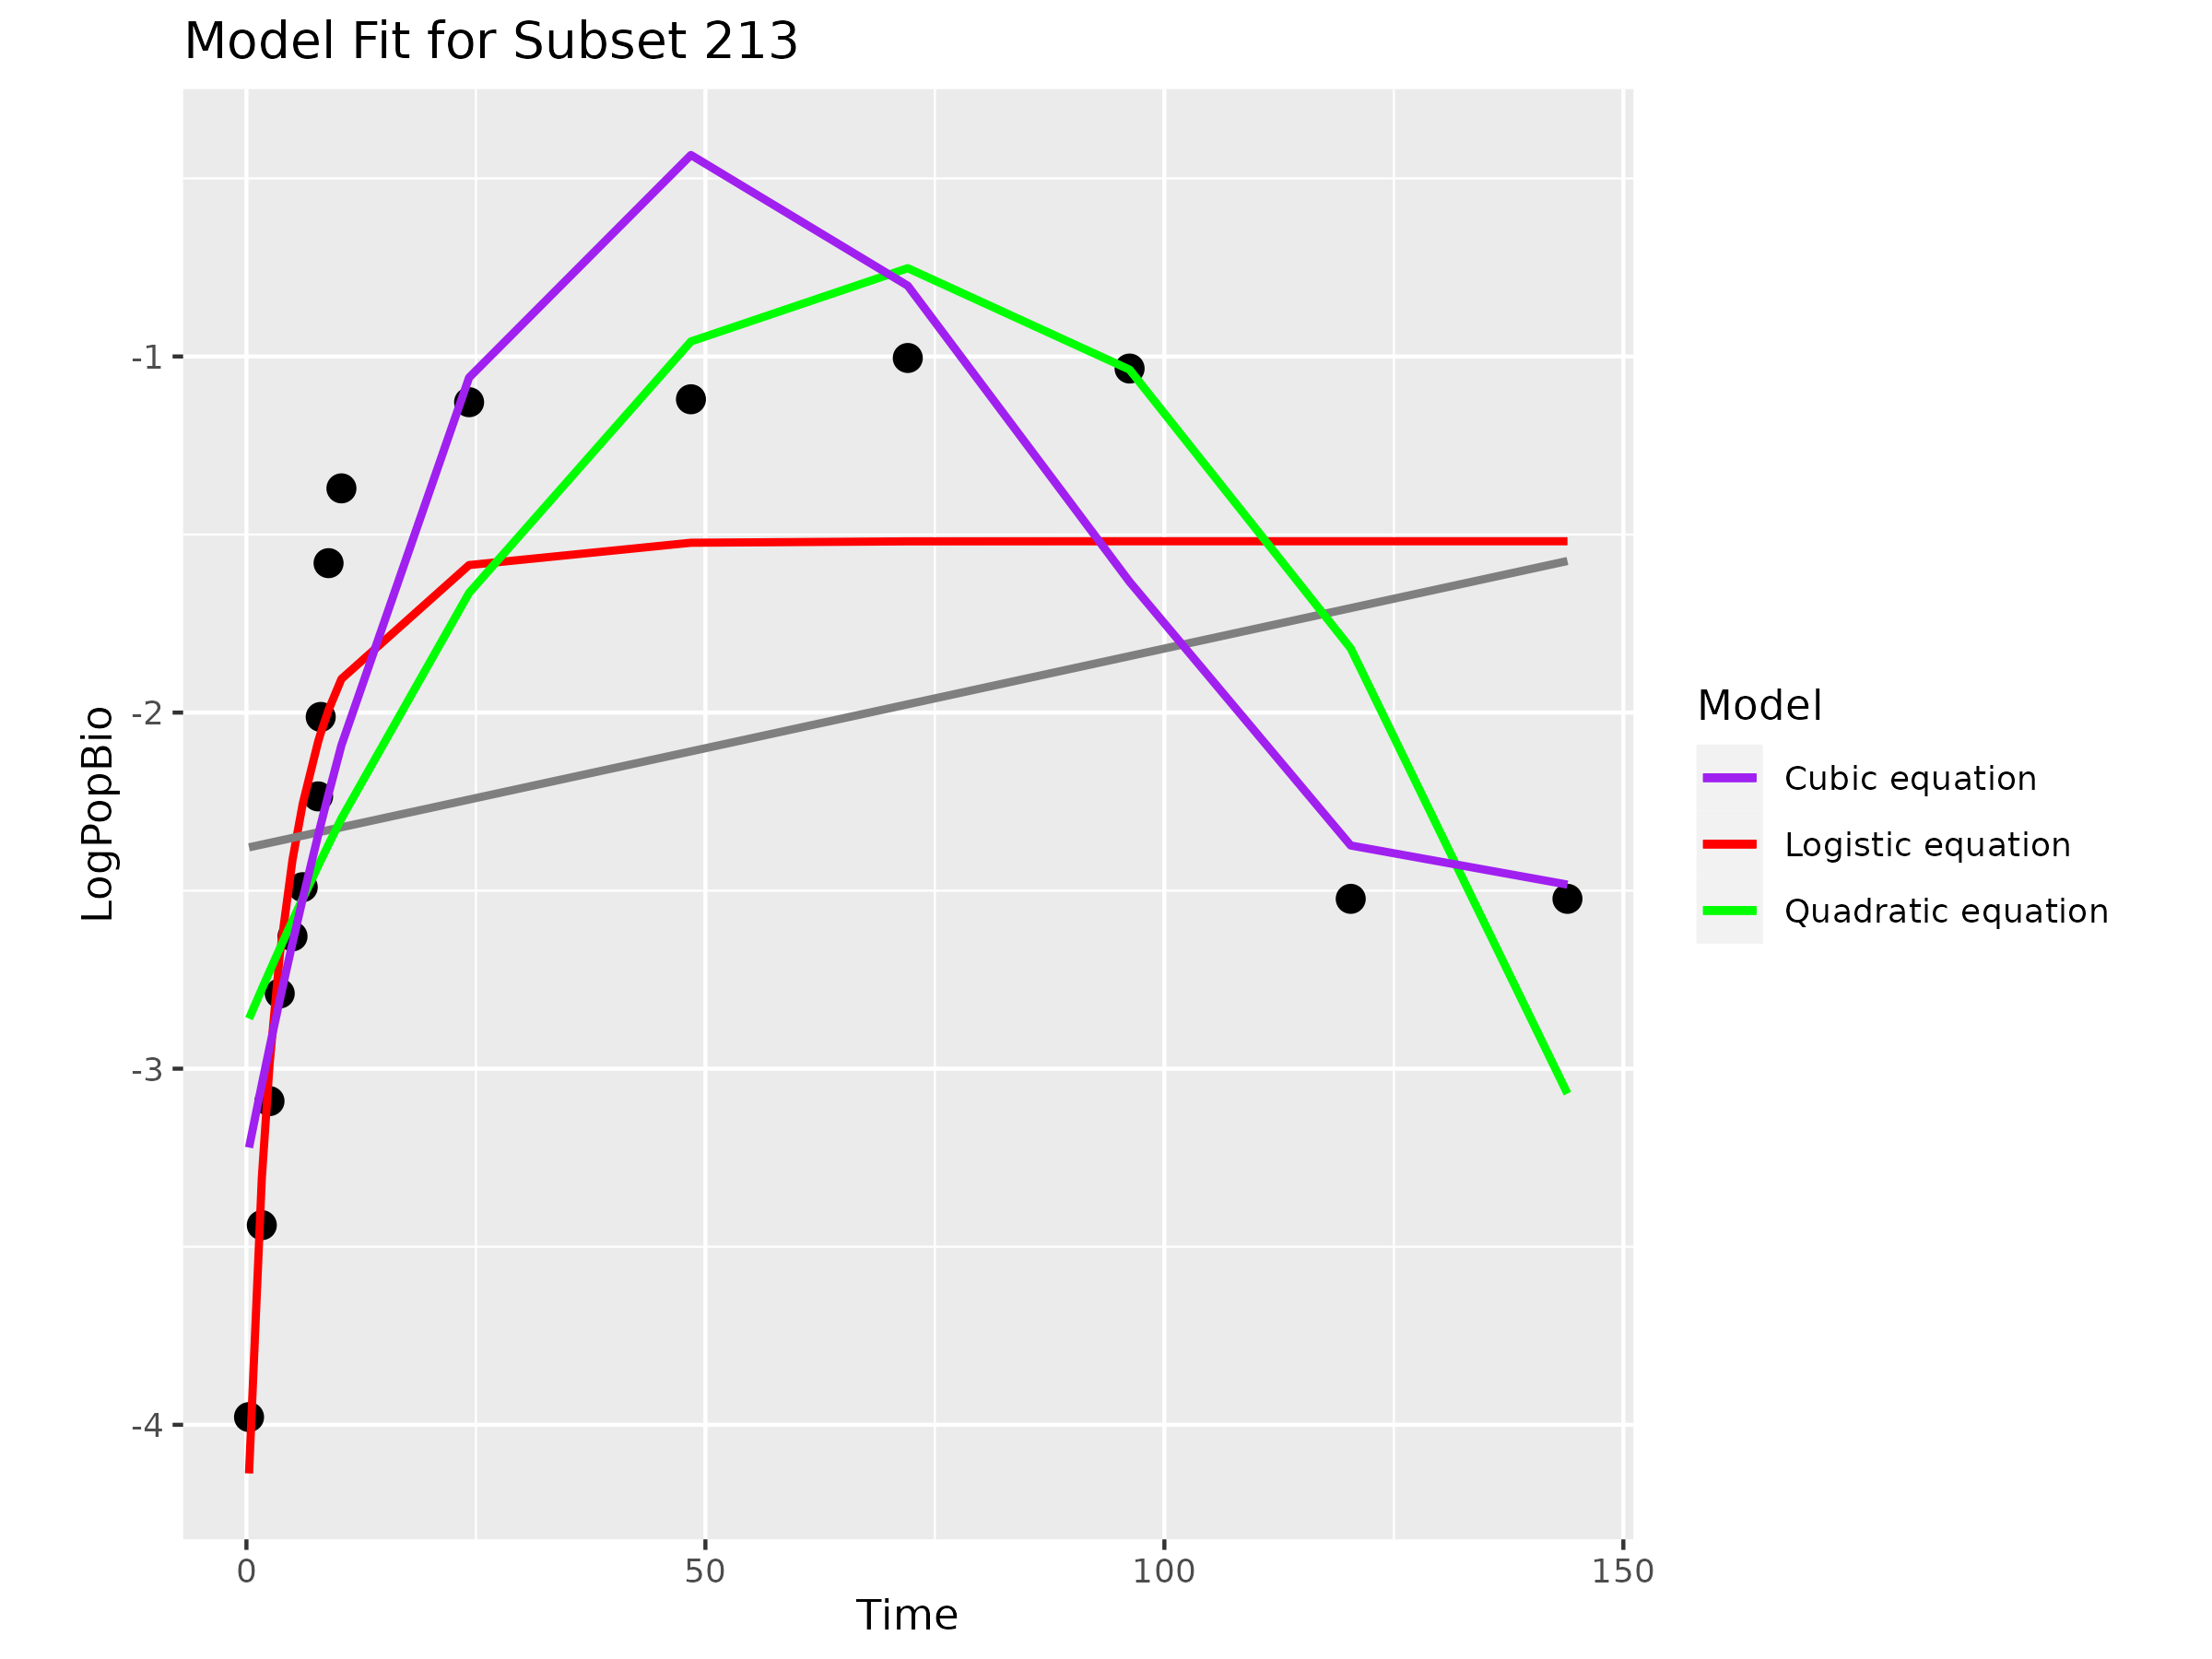 Model Fit for Subset 213
LogPopBio
-1
-2
-3
-4
0 50 100 150
Time
Model
Cubic equation
Logistic equation
Quadratic equation